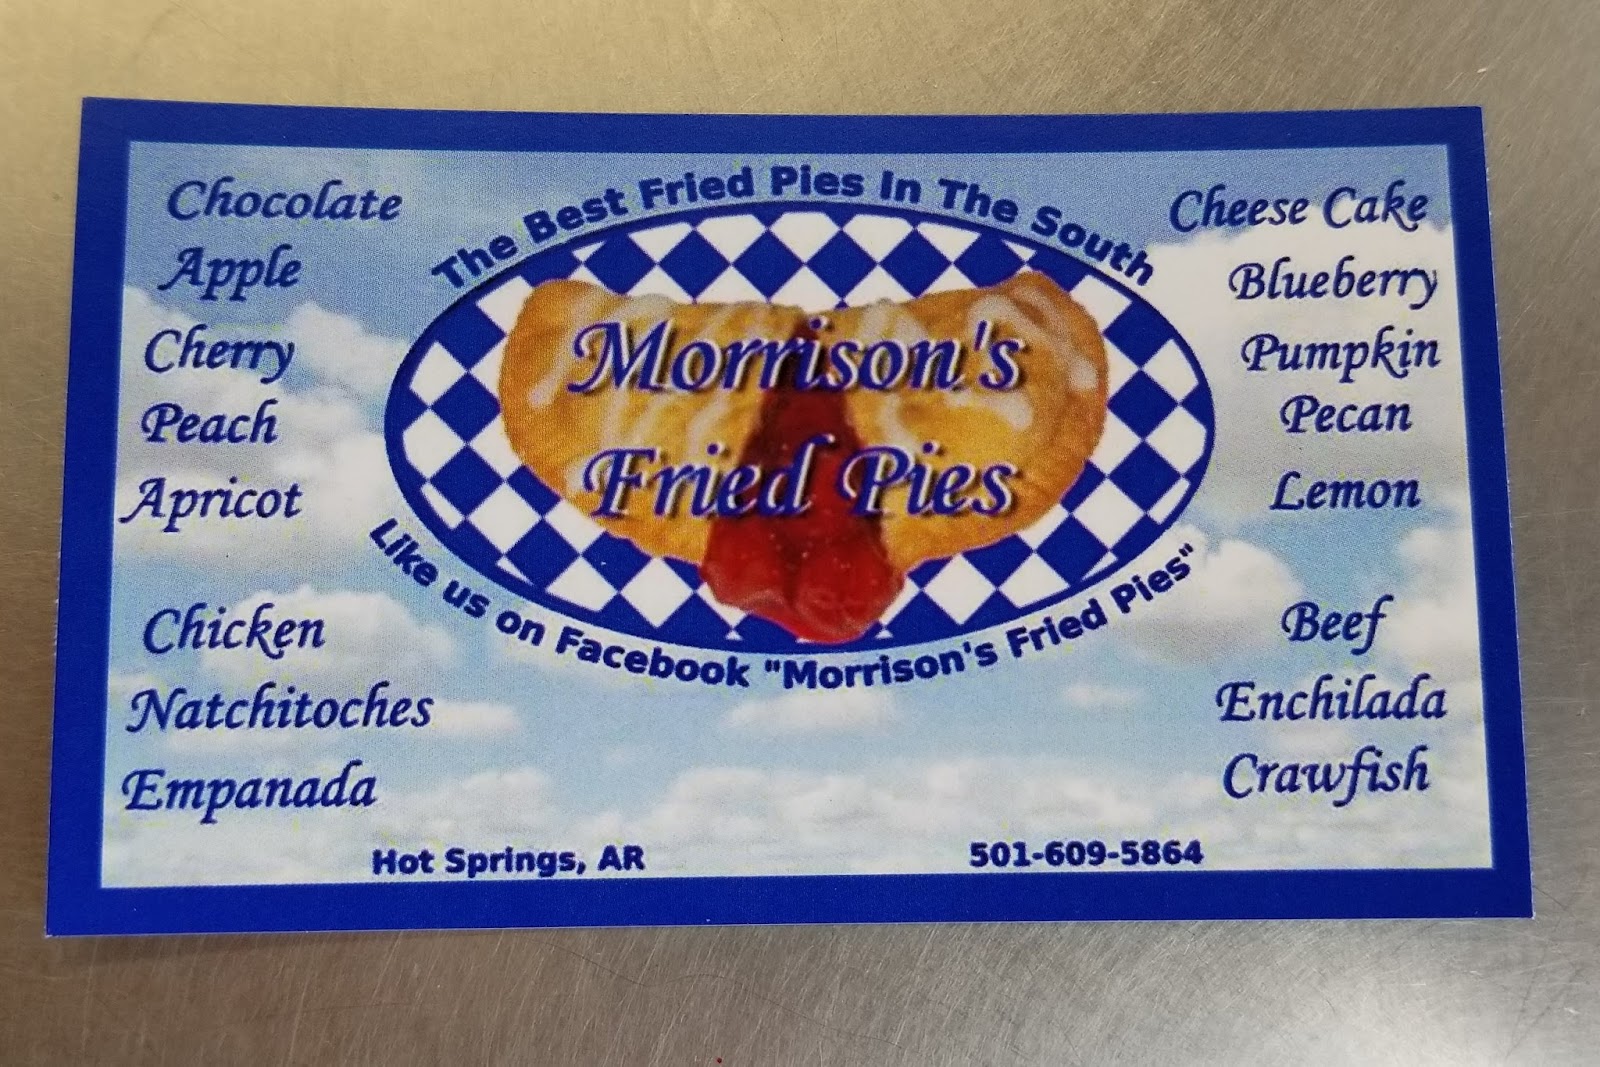 The Best Fried Pies In The South
Morrison's
Fried Pies
Like us on Facebook "Morrison's Fried Pies"
Chocolate
Apple
Cherry
Peach
Apricot
Chicken
Natchitoches
Empanada
Cheese Cake
Blueberry
Pumpkin
Pecan
Lemon
Beef
Enchilada
Crawfish
Hot Springs, AR
501-609-5864